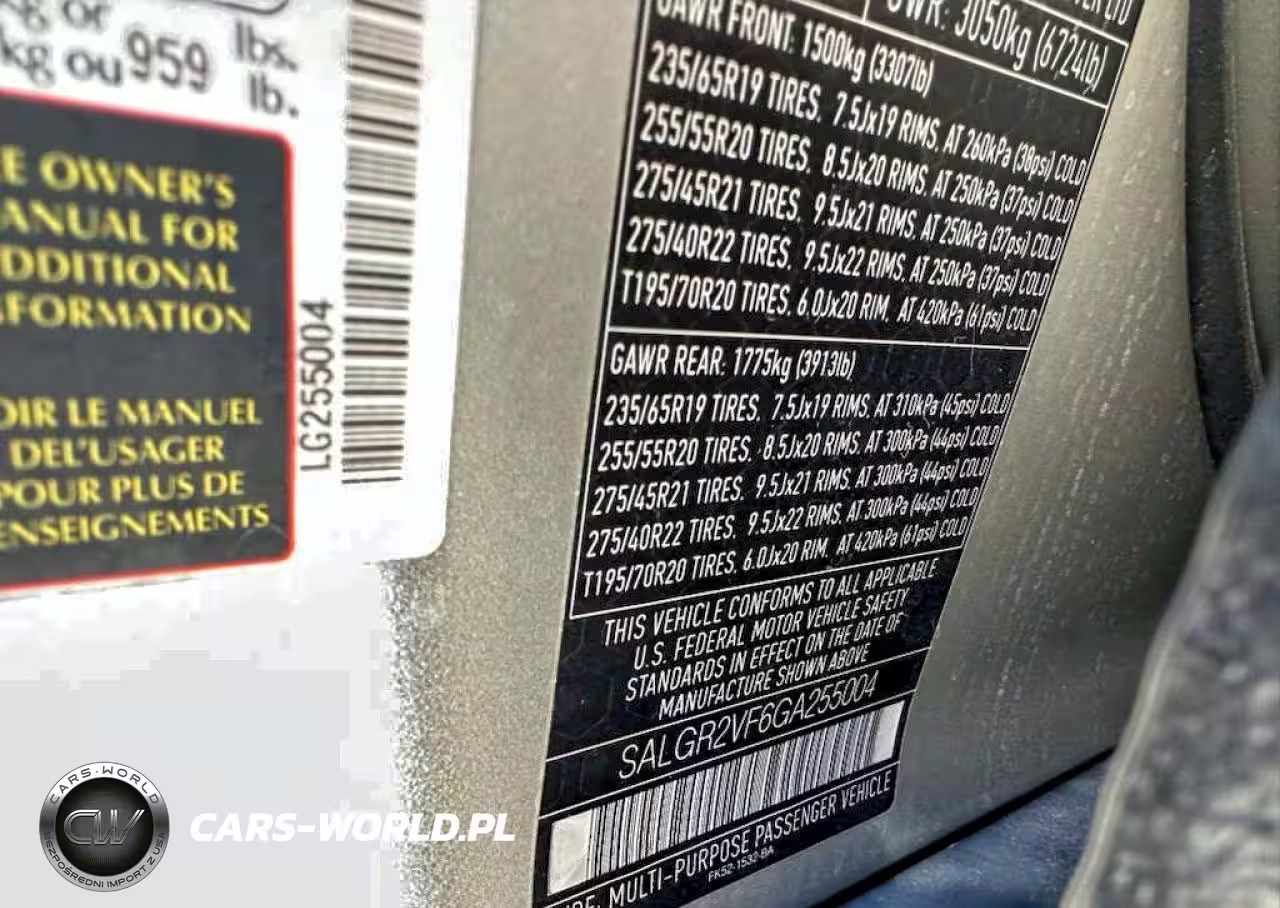 kg or
lbs.
kg ou 959
lb.
E OWNER'S
ANUAL FOR
DDITIONAL
FORMATION
OIR LE MANUEL
DEL'USAGER
POUR PLUS DE
ENSEIGNEMENTS
LG255004
ER LTD
GVWR: 3050kg (6724lb)
GAWR FRONT: 1500kg (3307lb)
235/65R19 TIRES, 7.5Jx19 RIMS, AT 260kPa (38psi) COLD
255/55R20 TIRES, 8.5Jx20 RIMS, AT 250kPa (37psi) COLD
275/45R21 TIRES, 9.5Jx21 RIMS, AT 250kPa (37psi) COLD
275/40R22 TIRES, 9.5Jx22 RIMS, AT 250kPa (37psi) COLD
T195/70R20 TIRES, 6.0Jx20 RIM, AT 420kPa (61psi) COLD
GAWR REAR: 1775kg (3913lb)
235/65R19 TIRES, 7.5Jx19 RIMS, AT 310kPa (45psi) COLD
255/55R20 TIRES, 8.5Jx20 RIMS, AT 300kPa (44psi) COLD
275/45R21 TIRES, 9.5Jx21 RIMS, AT 300kPa (44psi) COLD
275/40R22 TIRES, 9.5Jx22 RIMS, AT 300kPa (44psi) COLD
T195/70R20 TIRES, 6.0Jx20 RIM, AT 420kPa (61psi) COLD
THIS VEHICLE CONFORMS TO ALL APPLICABLE
U.S. FEDERAL MOTOR VEHICLE SAFETY
STANDARDS IN EFFECT ON THE DATE OF
MANUFACTURE SHOWN ABOVE
SALGR2VF6GA255004
MULTI-PURPOSE PASSENGER VEHICLE
FK52-1532-BA
CARS-WORLD
CW
BEZPOŚREDNI IMPORT Z USA
CARS-WORLD.PL